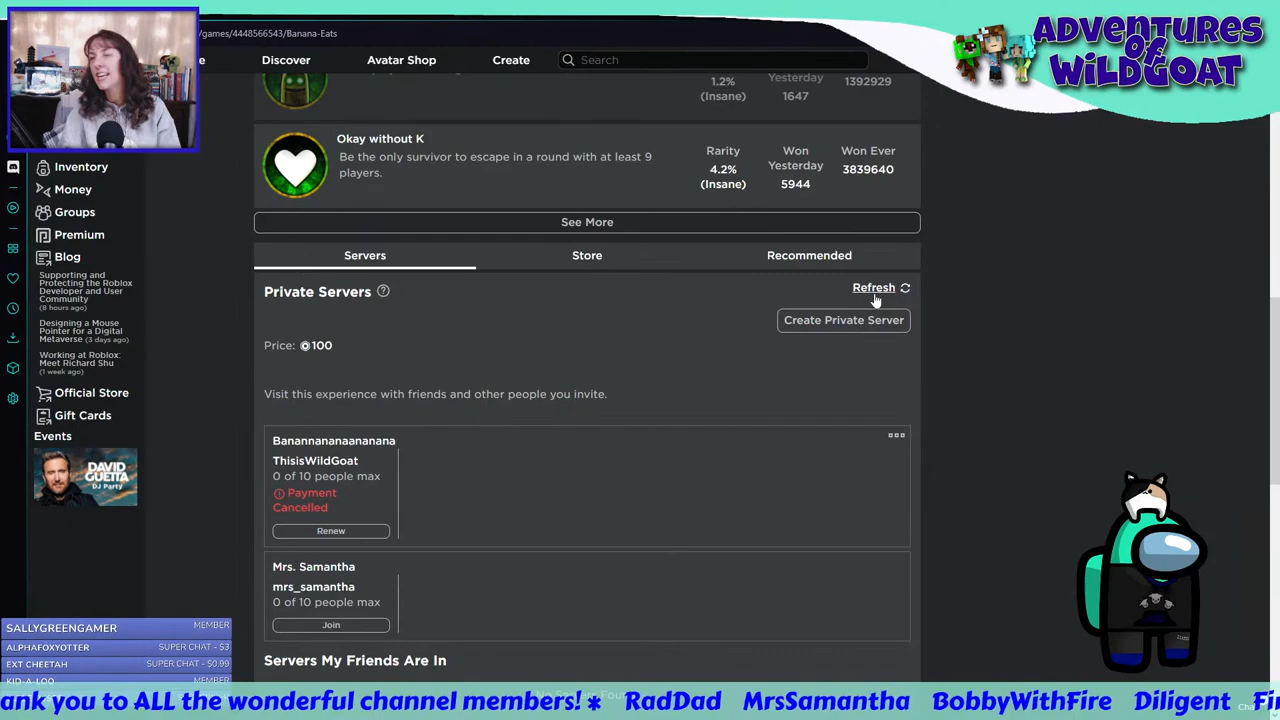 /games/4448566543/Banana-Eats
ADVENTURES
OF
WILDGOAT
Discover
Avatar Shop
Create
Search
1.2%
(Insane)
Yesterday
1647
1392929
Okay without K
Be the only survivor to escape in a round with at least 9
players.
Rarity
4.2%
(Insane)
Won
Yesterday
5944
Won Ever
3839640
See More
Inventory
Money
Groups
Premium
Blog
Supporting and
Protecting the Roblox
Developer and User
Community
(8 hours ago)
Designing a Mouse
Pointer for a Digital
Metaverse (3 days ago)
Working at Roblox:
Meet Richard Shu
(1 week ago)
Official Store
Gift Cards
Events
DAVID
GUETTA
DJ Party
Servers
Store
Recommended
Private Servers
Refresh
Create Private Server
Price: 100
Visit this experience with friends and other people you invite.
Banannananaananana
ThisisWildGoat
0 of 10 people max
Payment
Cancelled
Renew
Mrs. Samantha
mrs_samantha
0 of 10 people max
Join
Servers My Friends Are In
SALLYGREENGAMER MEMBER
ALPHAFOXYOTTER SUPER CHAT - $3
EXT CHEETAH SUPER CHAT - $0.99
KID-A-LOO MEMBER
ank you to ALL the wonderful channel members! * RadDad MrsSamantha BobbyWithFire Diligent Fi